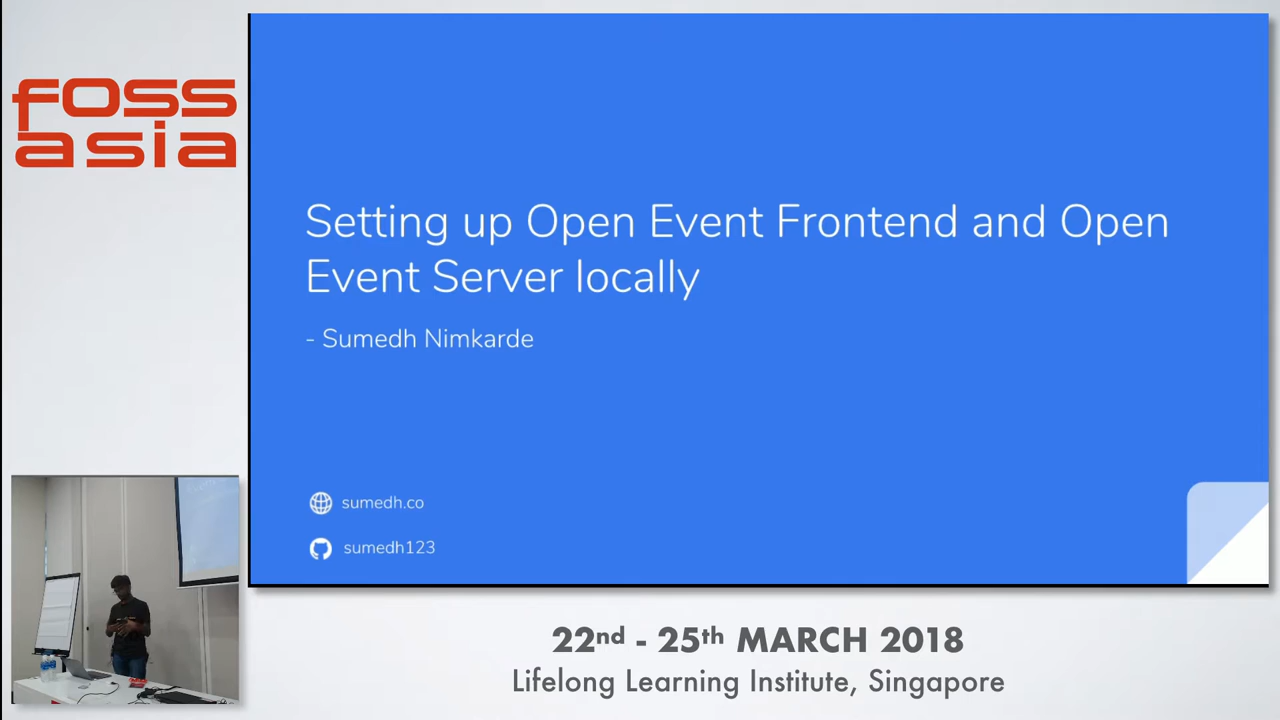 foss
asia
Setting up Open Event Frontend and Open
Event Server locally
- Sumedh Nimkarde
sumedh.co
sumedh123
22nd - 25th MARCH 2018
Lifelong Learning Institute, Singapore